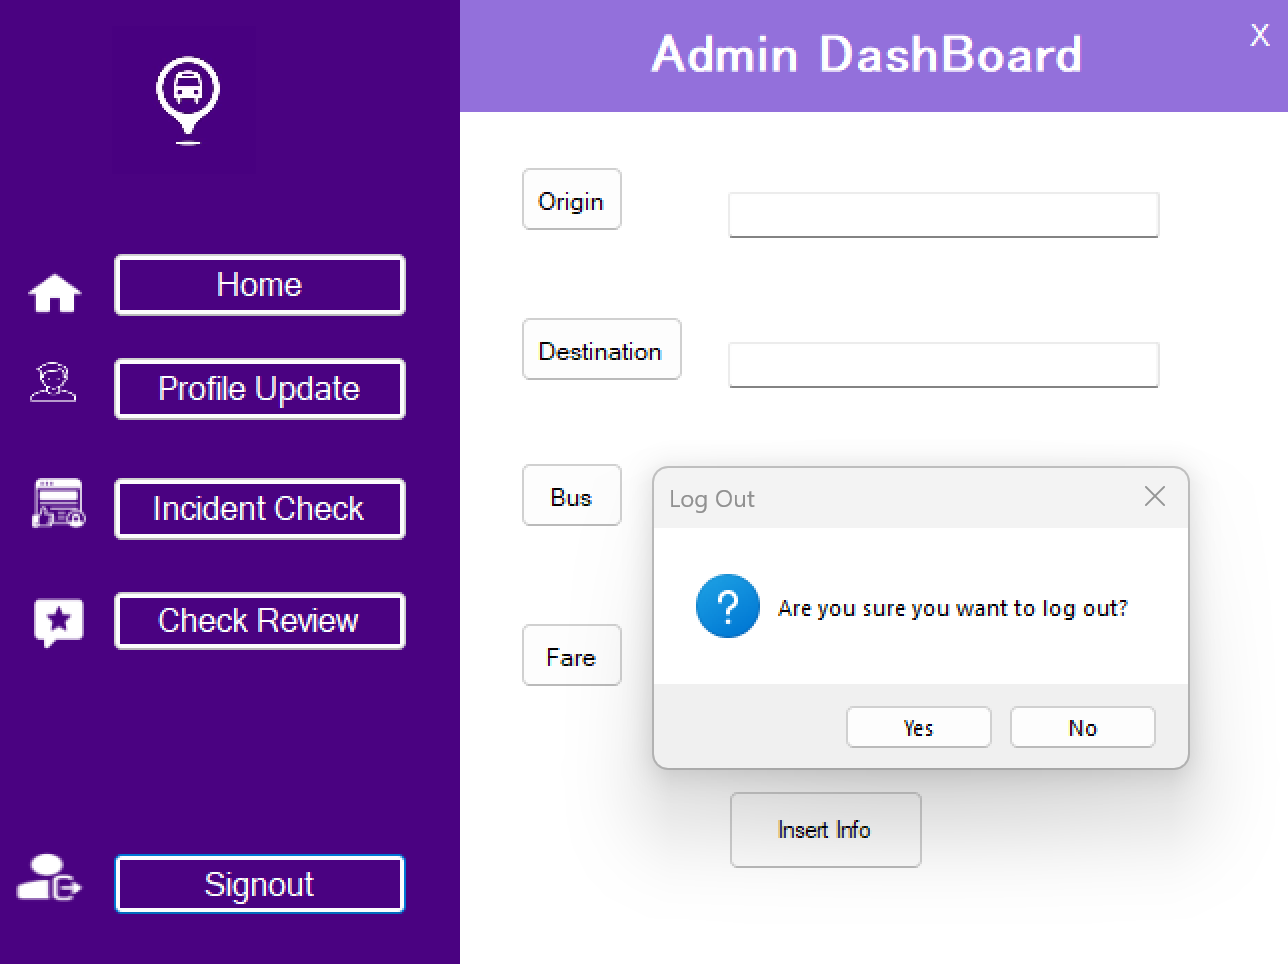 Admin DashBoard
X
Home
Profile Update
Incident Check
Check Review
Signout
Origin
Destination
Bus
Fare
Log Out
Are you sure you want to log out?
Yes
No
Insert Info